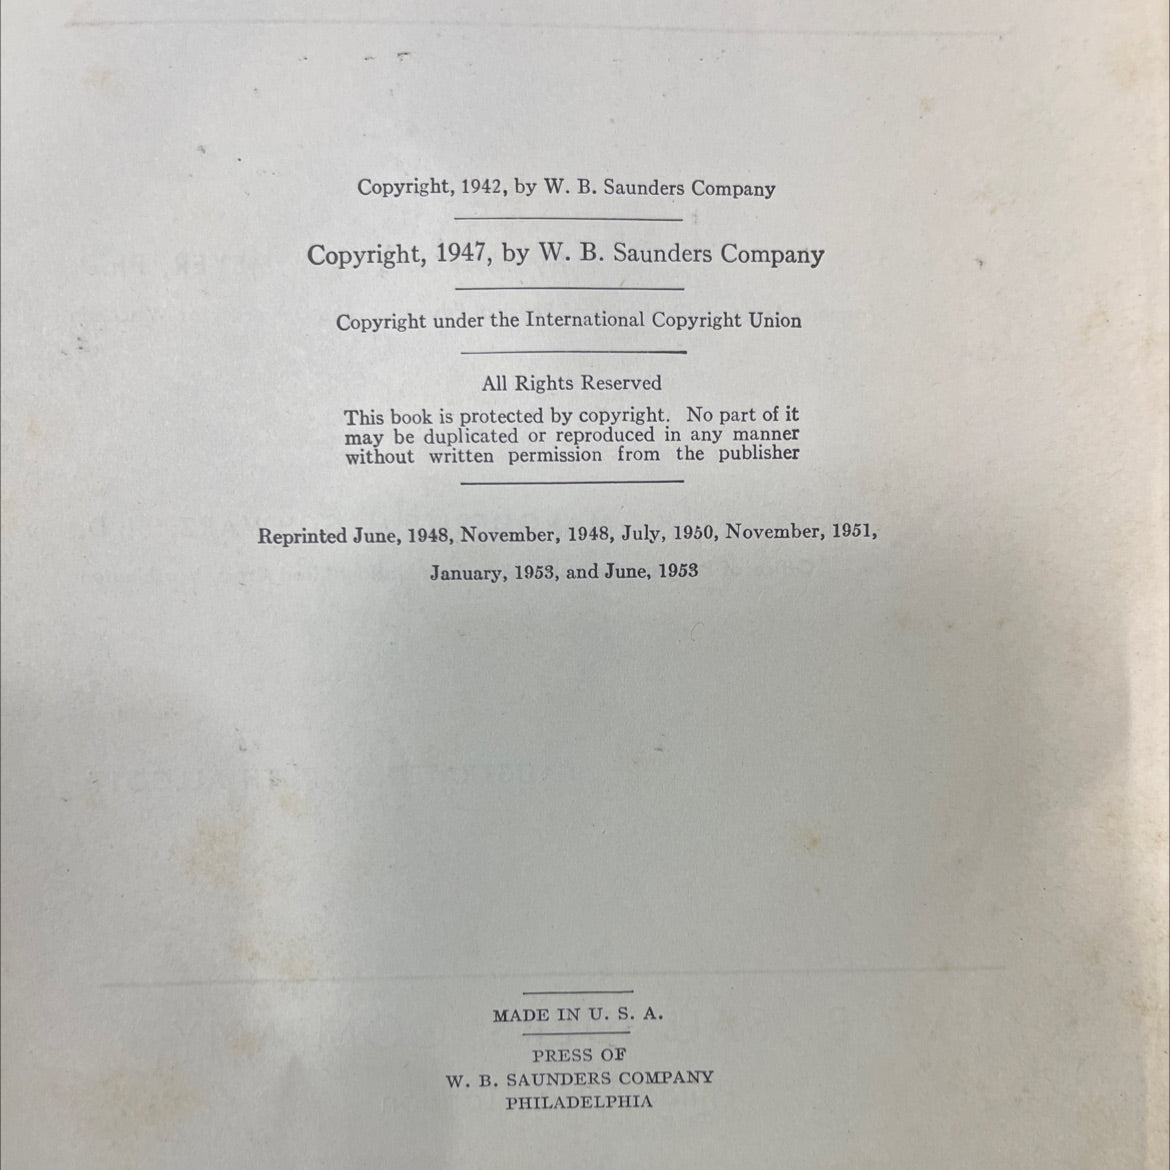 Copyright, 1942, by W. B. Saunders Company
Copyright, 1947, by W. B. Saunders Company
Copyright under the International Copyright Union
All Rights Reserved
This book is protected by copyright. No part of it
may be duplicated or reproduced in any manner
without written permission from the publisher
Reprinted June, 1948, November, 1948, July, 1950, November, 1951,
January, 1953, and June, 1953
MADE IN U. S. A.
PRESS OF
W. B. SAUNDERS COMPANY
PHILADELPHIA